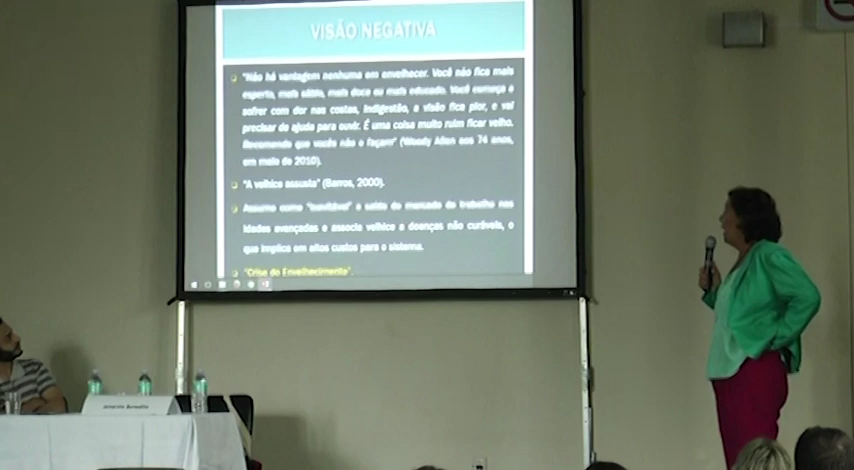 VISÃO NEGATIVA
"Não há vantagem nenhuma em envelhecer. Você não fica mais
esperto, mais sábio, mais doce ou mais educado. Você começa a
sofrer com dor nas costas, indigestão, a visão fica pior, e vai
precisar de ajuda para ouvir. É uma coisa muito ruim ficar velho.
Recomendo que vocês não o façam" (Woody Allen aos 74 anos,
em maio de 2010).
"A velhice assusta" (Barros, 2000).
Assume como "inevitável" a saída do mercado de trabalho nas
idades avançadas e associa velhice a doenças não curáveis, o
que implica em altos custos para o sistema.
"Crise do Envelhecimento".